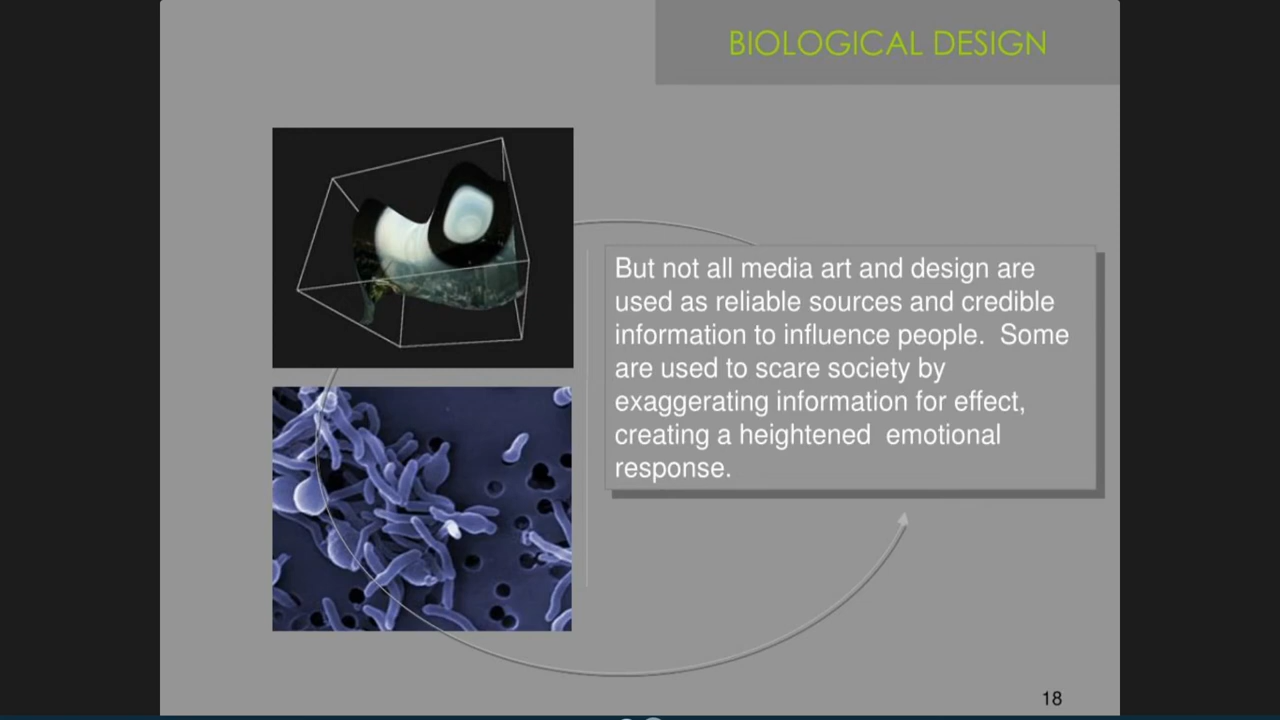 BIOLOGICAL DESIGN
But not all media art and design are
used as reliable sources and credible
information to influence people.  Some
are used to scare society by
exaggerating information for effect,
creating a heightened  emotional
response.
18